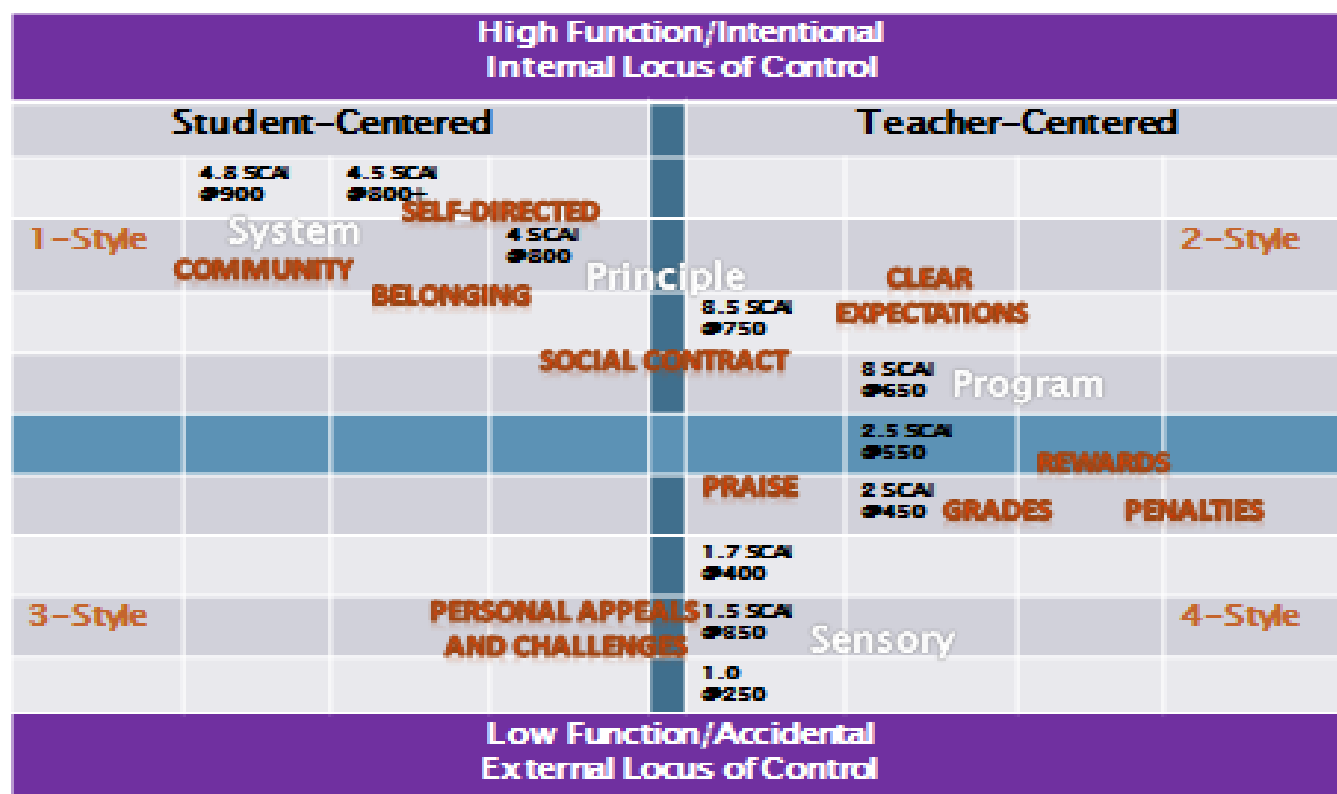 High Function/Intentional
Internal Locus of Control
Student-Centered
Teacher-Centered
4.8 SCAI
@900
4.5 SCAI
@800+
SELF-DIRECTED
1-Style
System
4 SCAI
@800
2-Style
COMMUNITY
BELONGING
Principle
CLEAR
EXPECTATIONS
8.5 SCAI
@750
SOCIAL CONTRACT
8 SCAI
@650
Program
2.5 SCAI
@550
REWARDS
PRAISE
2 SCAI
@450
GRADES
PENALTIES
1.7 SCAI
@400
3-Style
PERSONAL APPEALS
AND CHALLENGES
1.5 SCAI
@850
Sensory
4-Style
1.0
@250
Low Function/Accidental
External Locus of Control